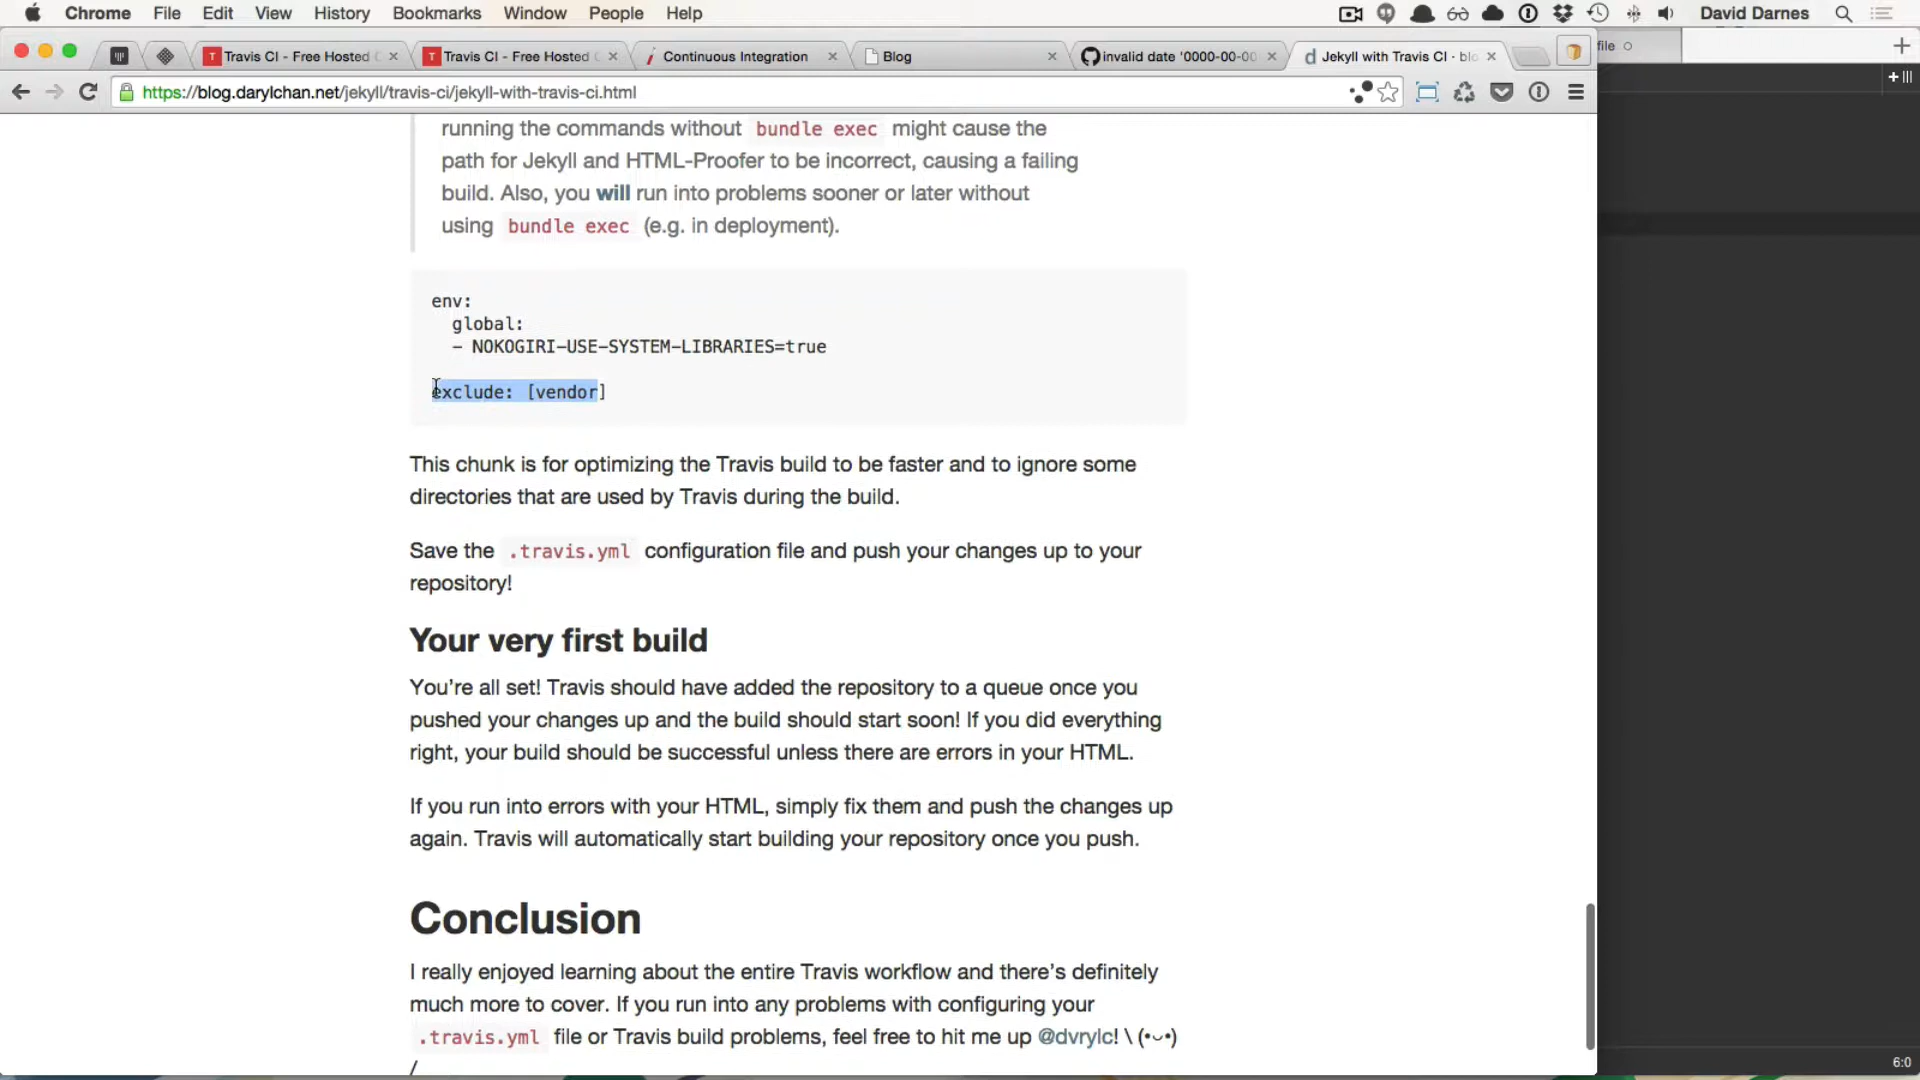 Chrome File Edit View History Bookmarks Window People Help David Darnes
Travis CI - Free Hosted C
Travis CI - Free Hosted C
Continuous Integration
Blog
invalid date '0000-00-00
Jekyll with Travis CI · blo
file
https://blog.darylchan.net/jekyll/travis-ci/jekyll-with-travis-ci.html
running the commands without bundle exec might cause the
path for Jekyll and HTML-Proofer to be incorrect, causing a failing
build. Also, you will run into problems sooner or later without
using bundle exec (e.g. in deployment).
env:
global:
- NOKOGIRI-USE-SYSTEM-LIBRARIES=true
exclude: [vendor]
This chunk is for optimizing the Travis build to be faster and to ignore some
directories that are used by Travis during the build.
Save the .travis.yml configuration file and push your changes up to your
repository!
Your very first build
You’re all set! Travis should have added the repository to a queue once you
pushed your changes up and the build should start soon! If you did everything
right, your build should be successful unless there are errors in your HTML.
If you run into errors with your HTML, simply fix them and push the changes up
again. Travis will automatically start building your repository once you push.
Conclusion
I really enjoyed learning about the entire Travis workflow and there’s definitely
much more to cover. If you run into any problems with configuring your
.travis.yml file or Travis build problems, feel free to hit me up @dvrylc! \ (•⌣•)
/
6:0